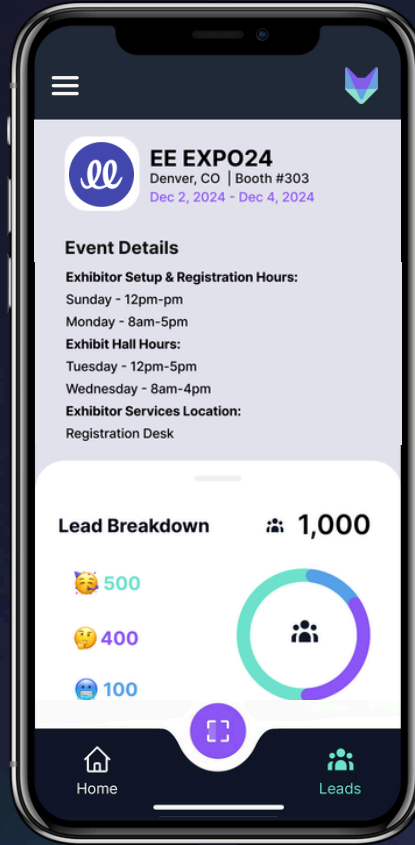 ee
EE EXPO24
Denver, CO | Booth #303
Dec 2, 2024 - Dec 4, 2024
Event Details
Exhibitor Setup & Registration Hours:
Sunday - 12pm-pm
Monday - 8am-5pm
Exhibit Hall Hours:
Tuesday - 12pm-5pm
Wednesday - 8am-4pm
Exhibitor Services Location:
Registration Desk
Lead Breakdown 1,000
500
400
100
Home Leads